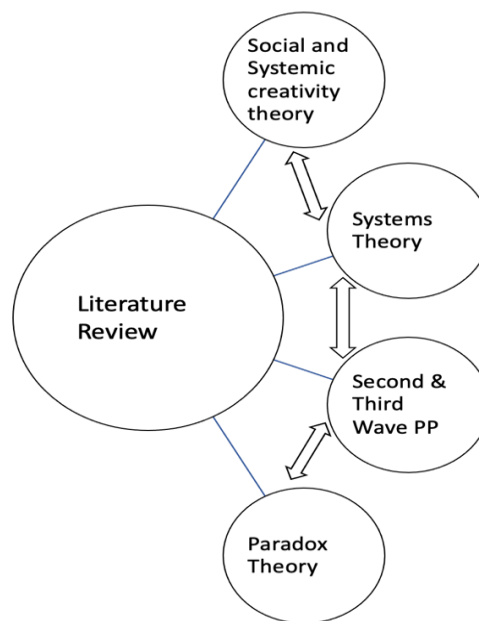 Social and
Systemic
creativity
theory
Systems
Theory
Literature
Review
Second &
Third
Wave PP
Paradox
Theory